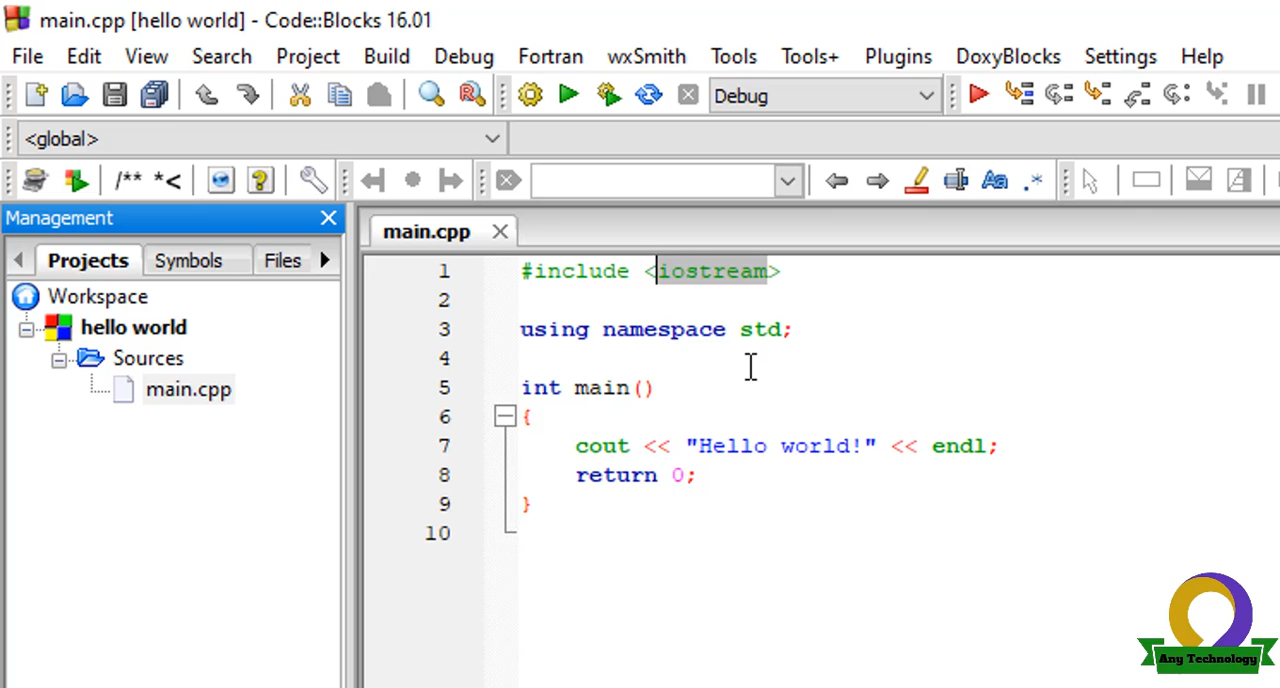 main.cpp [hello world] - Code::Blocks 16.01
File Edit View Search Project Build Debug Fortran wxSmith Tools Tools+ Plugins DoxyBlocks Settings Help
Debug
<global>
/** *<
Aa .*
Management
main.cpp
Projects Symbols Files
Workspace
hello world
Sources
main.cpp
1 #include <iostream>
2
3 using namespace std;
4
5 int main()
6 {
7 cout << "Hello world!" << endl;
8 return 0;
9 }
10
Any Technology